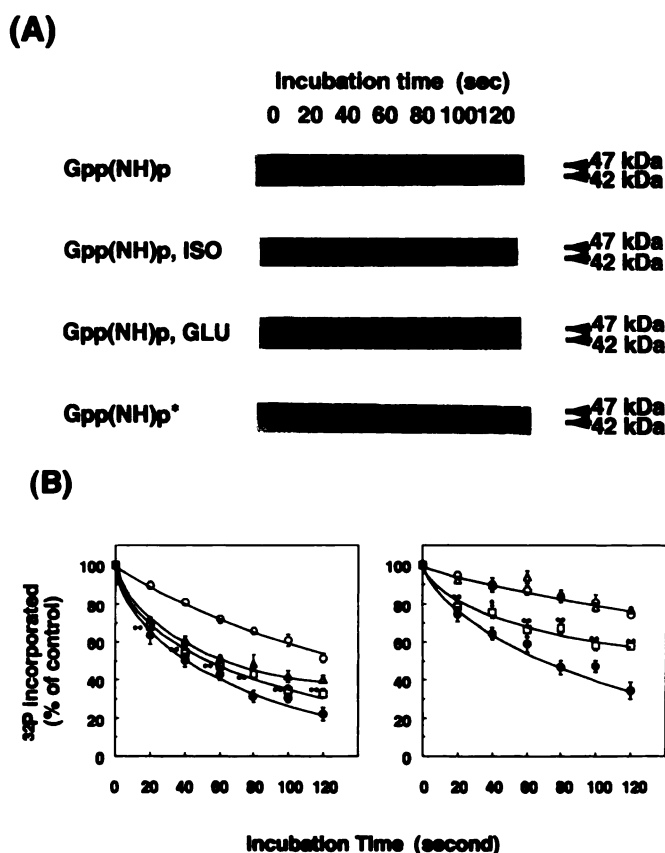 (A)
Incubation time (sec)
0 20 40 60 80 100120
Gpp(NH)p
47 kDa
42 kDa
Gpp(NH)p, ISO
47 kDa
42 kDa
Gpp(NH)p, GLU
47 kDa
42 kDa
Gpp(NH)p*
47 kDa
42 kDa
(B)
32P Incorporated
(% of control)
100
80
60
40
20
0
0 20 40 60 80 100 120
100
80
60
40
20
0
0 20 40 60 80 100 120
Incubation Time (second)